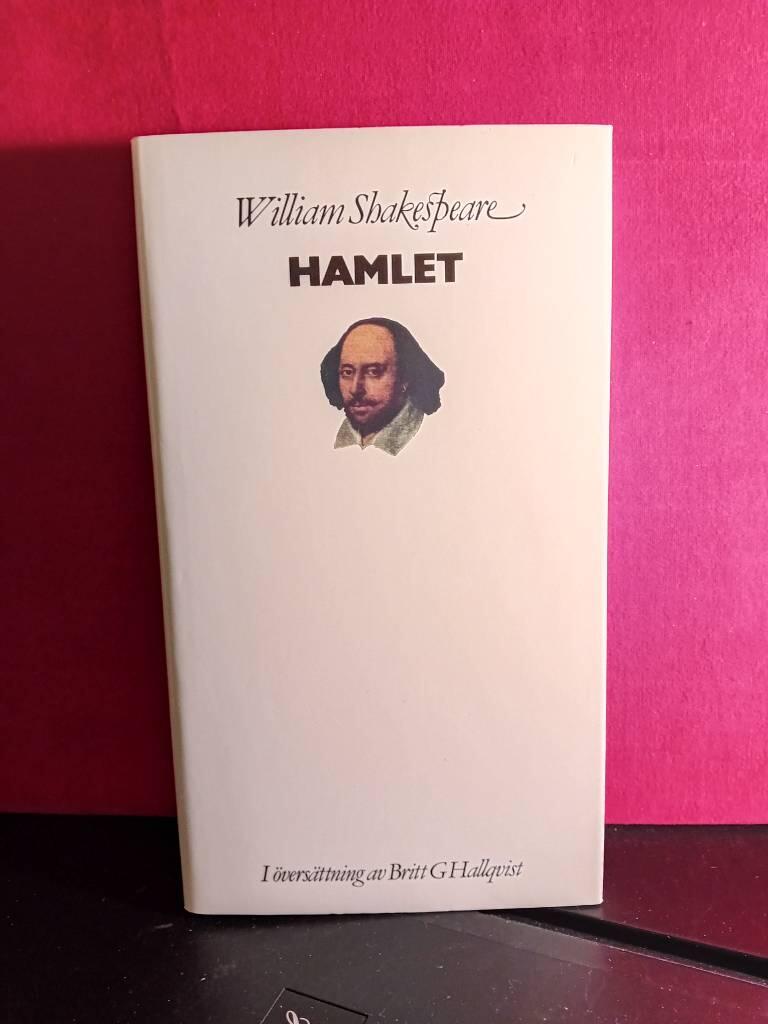 William Shakespeare
HAMLET
I översättning av Britt G Hallqvist